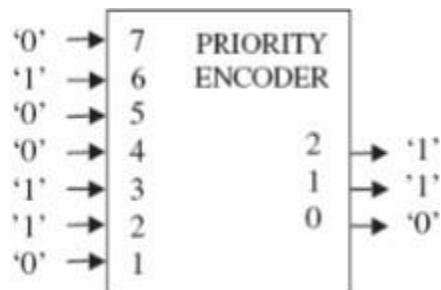 ‘0’ 7 PRIORITY
‘1’ 6 ENCODER
‘0’ 5
‘0’ 4 2 ‘1’
‘1’ 3 1 ’1’
’1’ 2 0 ‘0’
‘0’ 1